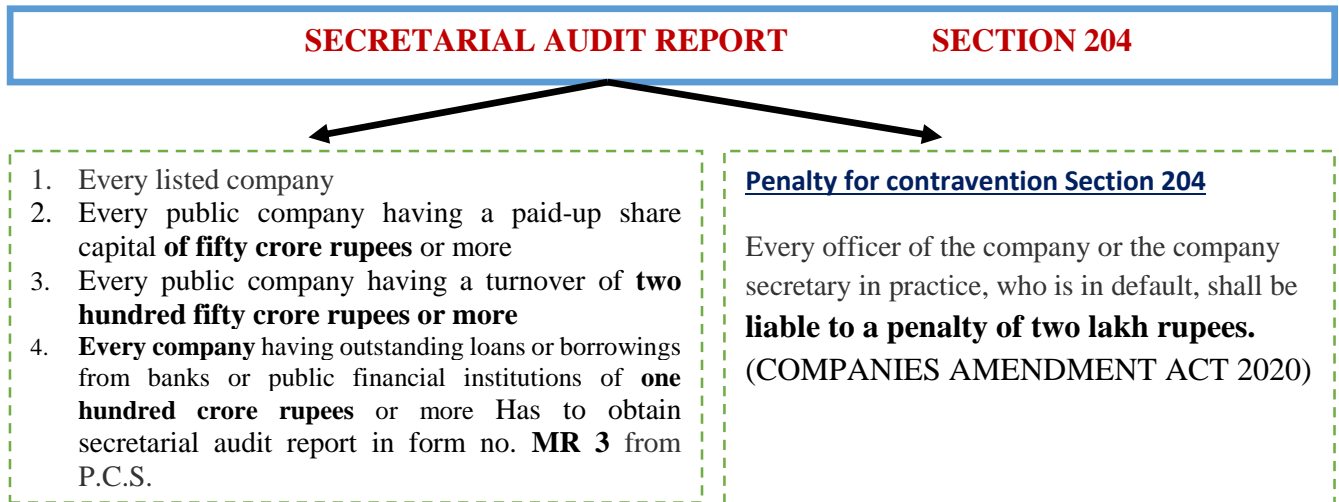 SECRETARIAL AUDIT REPORT SECTION 204
1. Every listed company
2. Every public company having a paid-up share
capital of fifty crore rupees or more
3. Every public company having a turnover of two
hundred fifty crore rupees or more
4. Every company having outstanding loans or borrowings
from banks or public financial institutions of one
hundred crore rupees or more Has to obtain
secretarial audit report in form no. MR 3 from
P.C.S.
Penalty for contravention Section 204
Every officer of the company or the company
secretary in practice, who is in default, shall be
liable to a penalty of two lakh rupees.
(COMPANIES AMENDMENT ACT 2020)